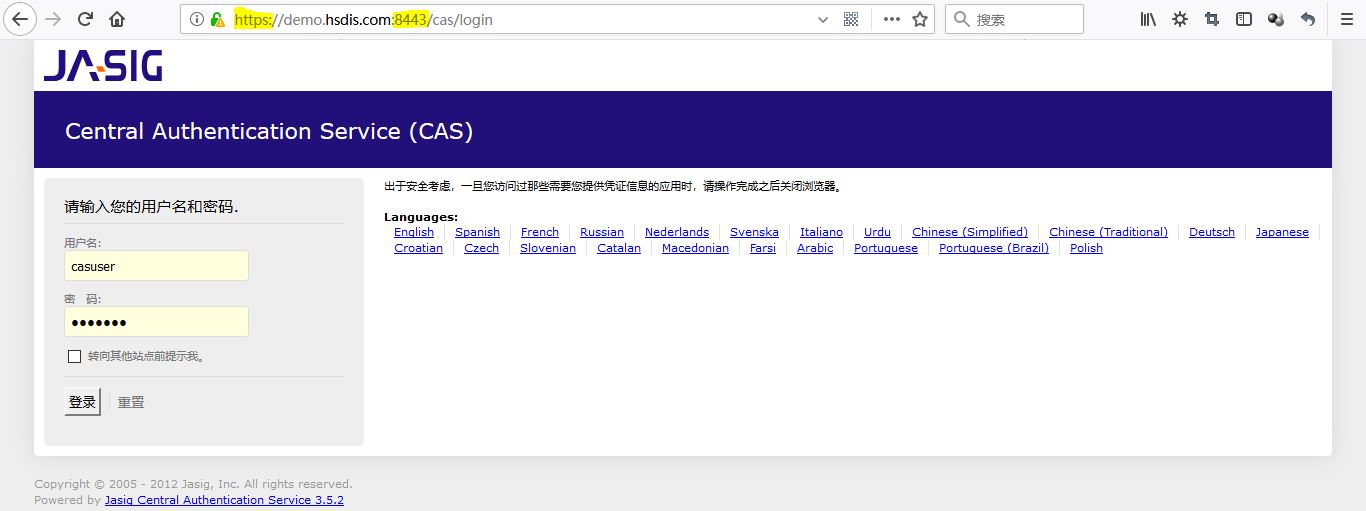 https://demo.hsdis.com:8443/cas/login
搜索
JA-SIG
Central Authentication Service (CAS)
请输入您的用户名和密码.
用户名:
casuser
密 码:
•••••••
转向其他站点前提示我。
登录 重置
出于安全考虑，一旦您访问过那些需要您提供凭证信息的应用时，请操作完成之后关闭浏览器。
Languages:
English Spanish French Russian Nederlands Svenska Italiano Urdu Chinese (Simplified) Chinese (Traditional) Deutsch Japanese
Croatian Czech Slovenian Catalan Macedonian Farsi Arabic Portuguese Portuguese (Brazil) Polish
Copyright © 2005 - 2012 Jasig, Inc. All rights reserved.
Powered by Jasig Central Authentication Service 3.5.2